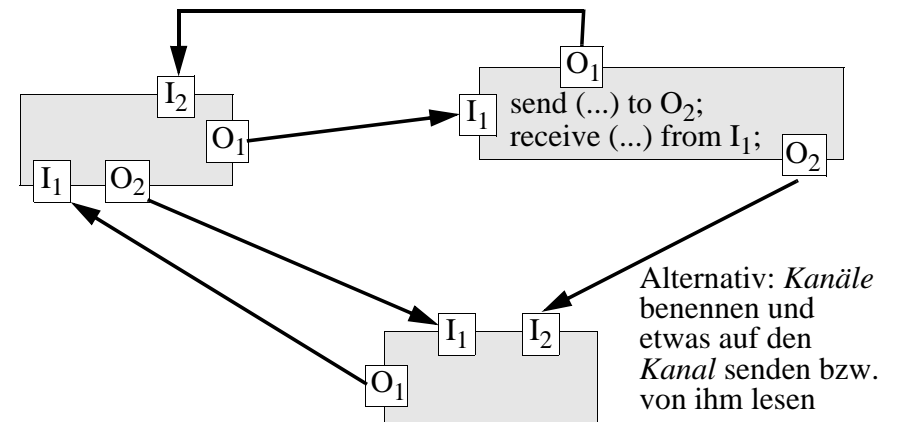 O1
I2
I1
send (...) to O2;
receive (...) from I1;
O1
O2
I1
O2
Alternativ: Kanäle
benennen und
etwas auf den
Kanal senden bzw.
von ihm lesen
I1
I2
O1